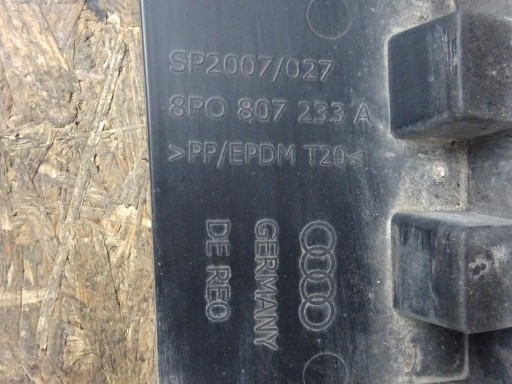 SP2007/027
8P0 807 233 A
>PP/EPDM T20<
GERMANY
DE REO